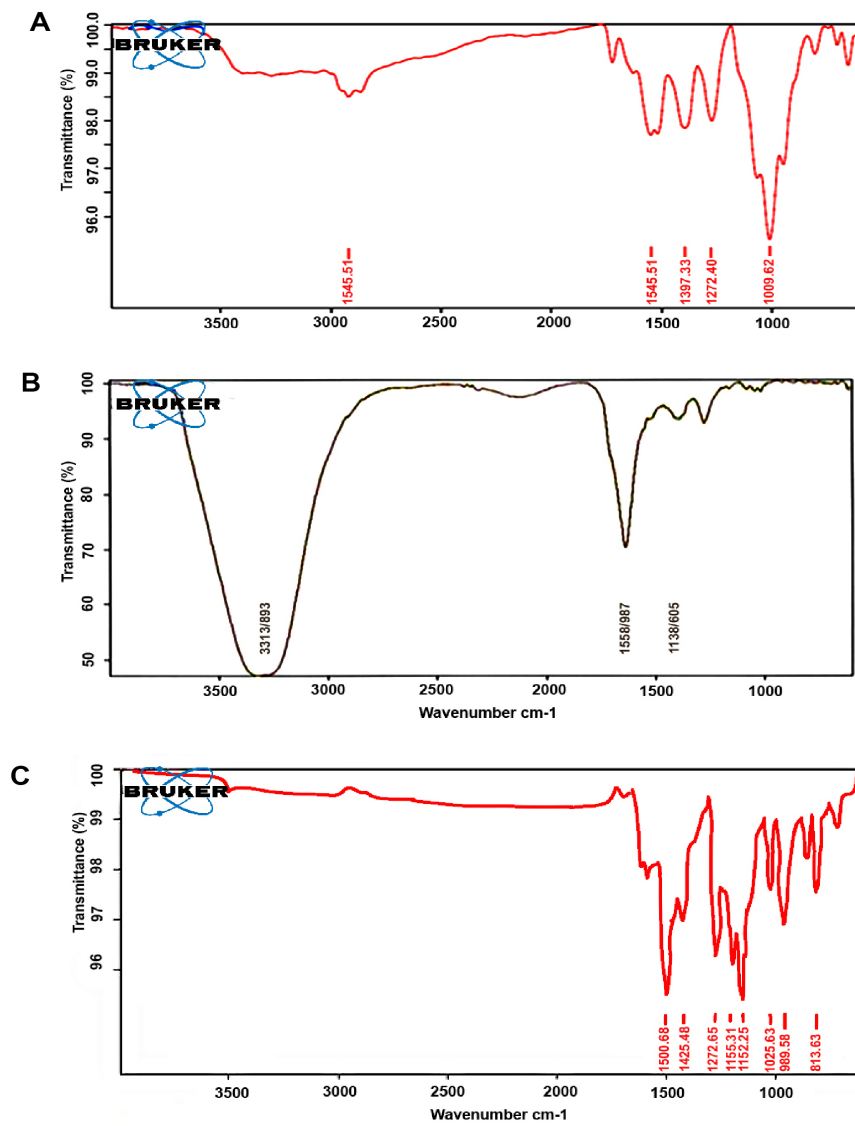 A
BRUKER
Transmittance (%)
100.0
99.0
98.0
97.0
96.0
1545.51
1545.51
1397.33
1272.40
1009.62
3500 3000 2500 2000 1500 1000
B
BRUKER
Transmittance (%)
100
90
80
70
60
50
3313/893
1558/987
1138/605
3500 3000 2500 2000 1500 1000
Wavenumber cm-1
C
BRUKER
Transmittance (%)
100
99
98
97
96
1500.68
1425.48
1272.65
1155.31
1152.25
1025.63
989.58
813.63
3500 3000 2500 2000 1500 1000
Wavenumber cm-1